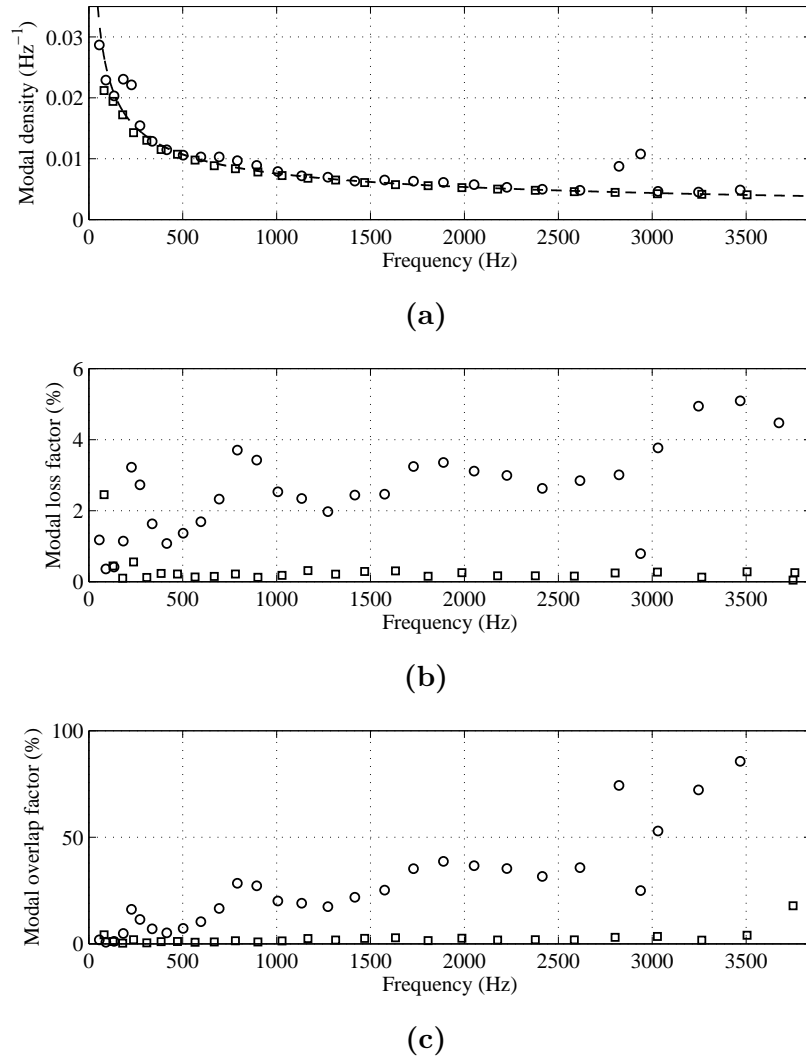 Modal density (Hz⁻¹)
0.03
0.02
0.01
0
0 500 1000 1500 2000 2500 3000 3500
Frequency (Hz)
(a)
Modal loss factor (%)
6
4
2
0
0 500 1000 1500 2000 2500 3000 3500
Frequency (Hz)
(b)
Modal overlap factor (%)
100
50
0
0 500 1000 1500 2000 2500 3000 3500
Frequency (Hz)
(c)